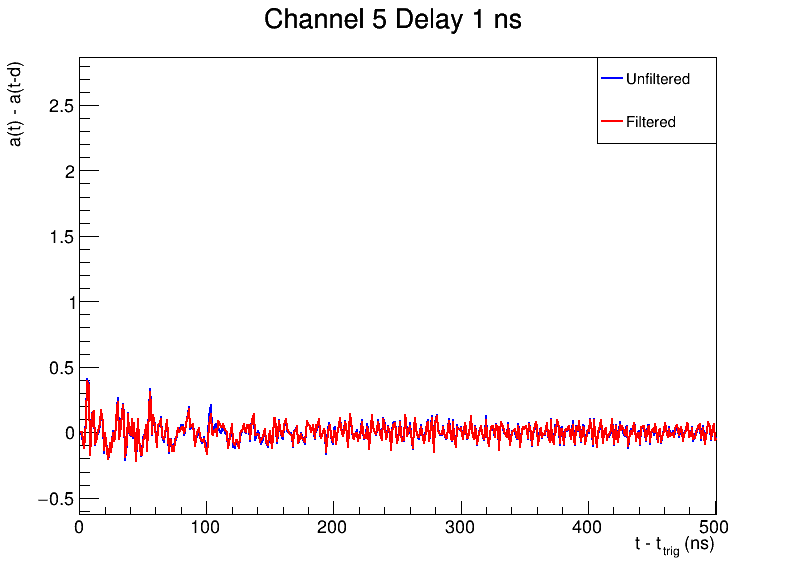 Channel 5 Delay 1 ns
a(t) - a(t-d)
Unfiltered
Filtered
2.5
2
1.5
1
0.5
0
−0.5
0 100 200 300 400 500
t - t_trig (ns)